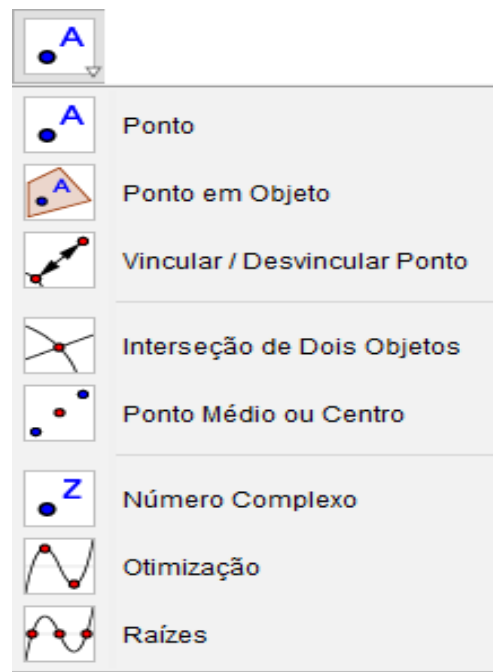 A
A
Ponto
A
Ponto em Objeto
Vincular / Desvincular Ponto
Interseção de Dois Objetos
Ponto Médio ou Centro
Z
Número Complexo
Otimização
Raízes